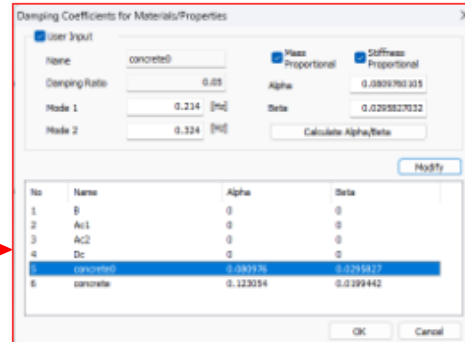 Damping Coefficients for Materials/Properties
User Input
Name concrete0 Mass Proportional Stiffness Proportional
Damping Ratio 0.05 Alpha 0.0809760105
Mode 1 0.214 [Hz] Beta 0.0295827032
Mode 2 0.324 [Hz] Calculate Alpha/Beta
Modify
No Name Alpha Beta
1 B 0 0
2 Ac1 0 0
3 Ac2 0 0
4 Dc 0 0
5 concrete0 0.080976 0.0295827
6 concrete 0.123054 0.0199442
OK Cancel